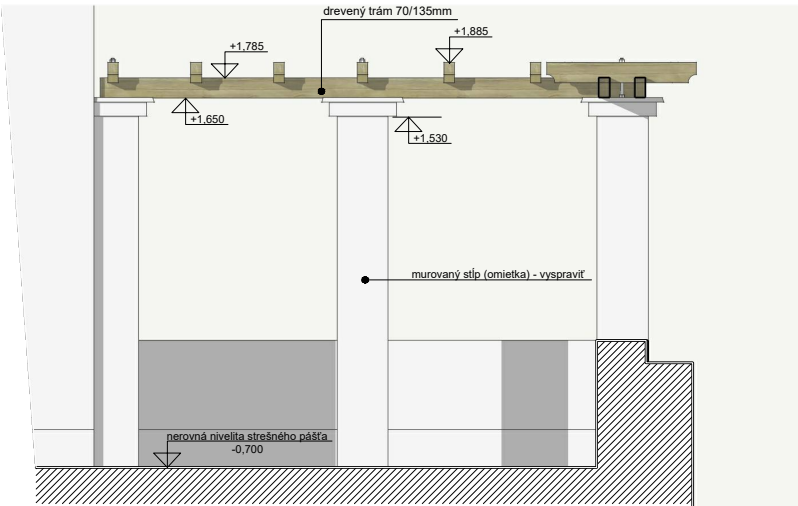 drevený trám 70/135mm
+1,885
+1,785
+1,650
+1,530
murovaný stĺp (omietka) - vyspraviť
nerovná nivelita strešného pášťa
-0,700